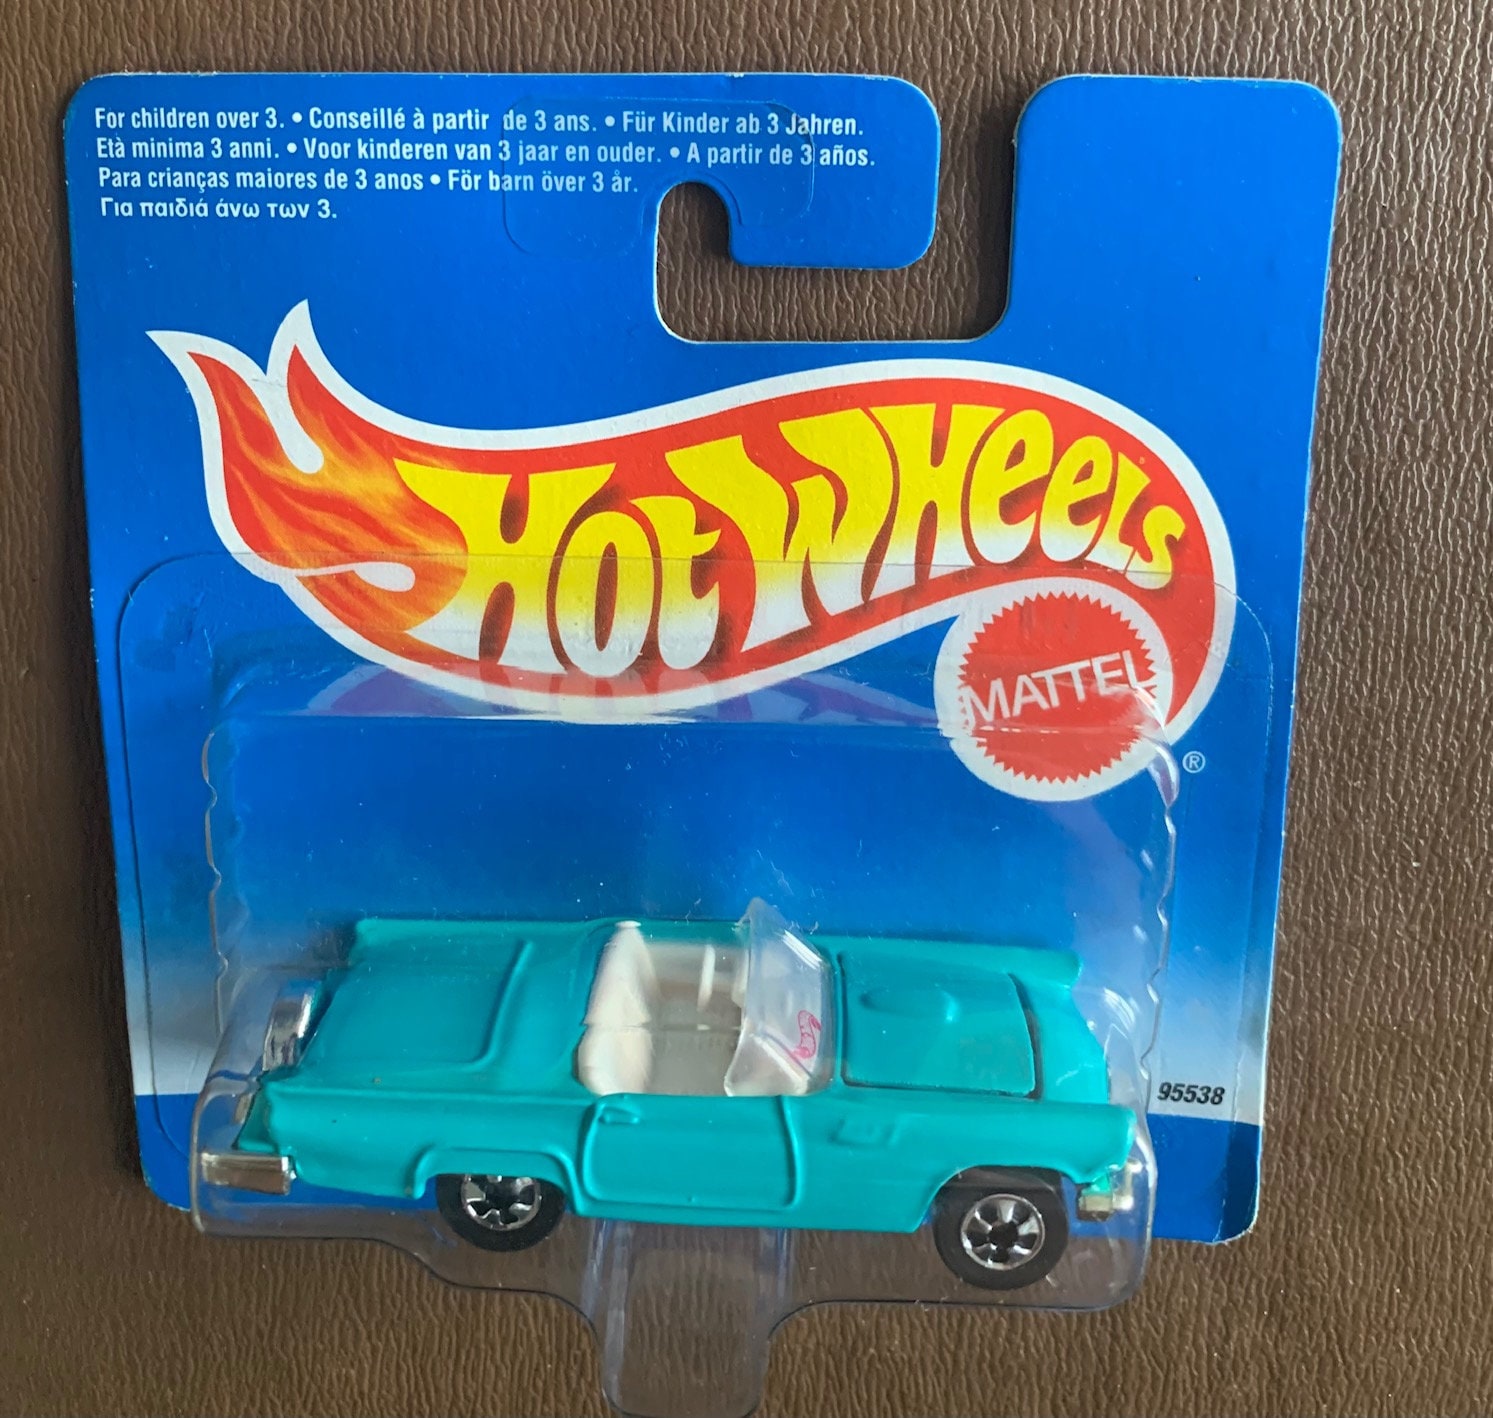 For children over 3. • Conseillé à partir de 3 ans. • Für Kinder ab 3 Jahren.
Età minima 3 anni. • Voor kinderen van 3 jaar en ouder. • A partir de 3 años.
Para crianças maiores de 3 anos • För barn över 3 år.
Για παιδιά άνω των 3.
HOT WHEELS
MATTEL
®
95538